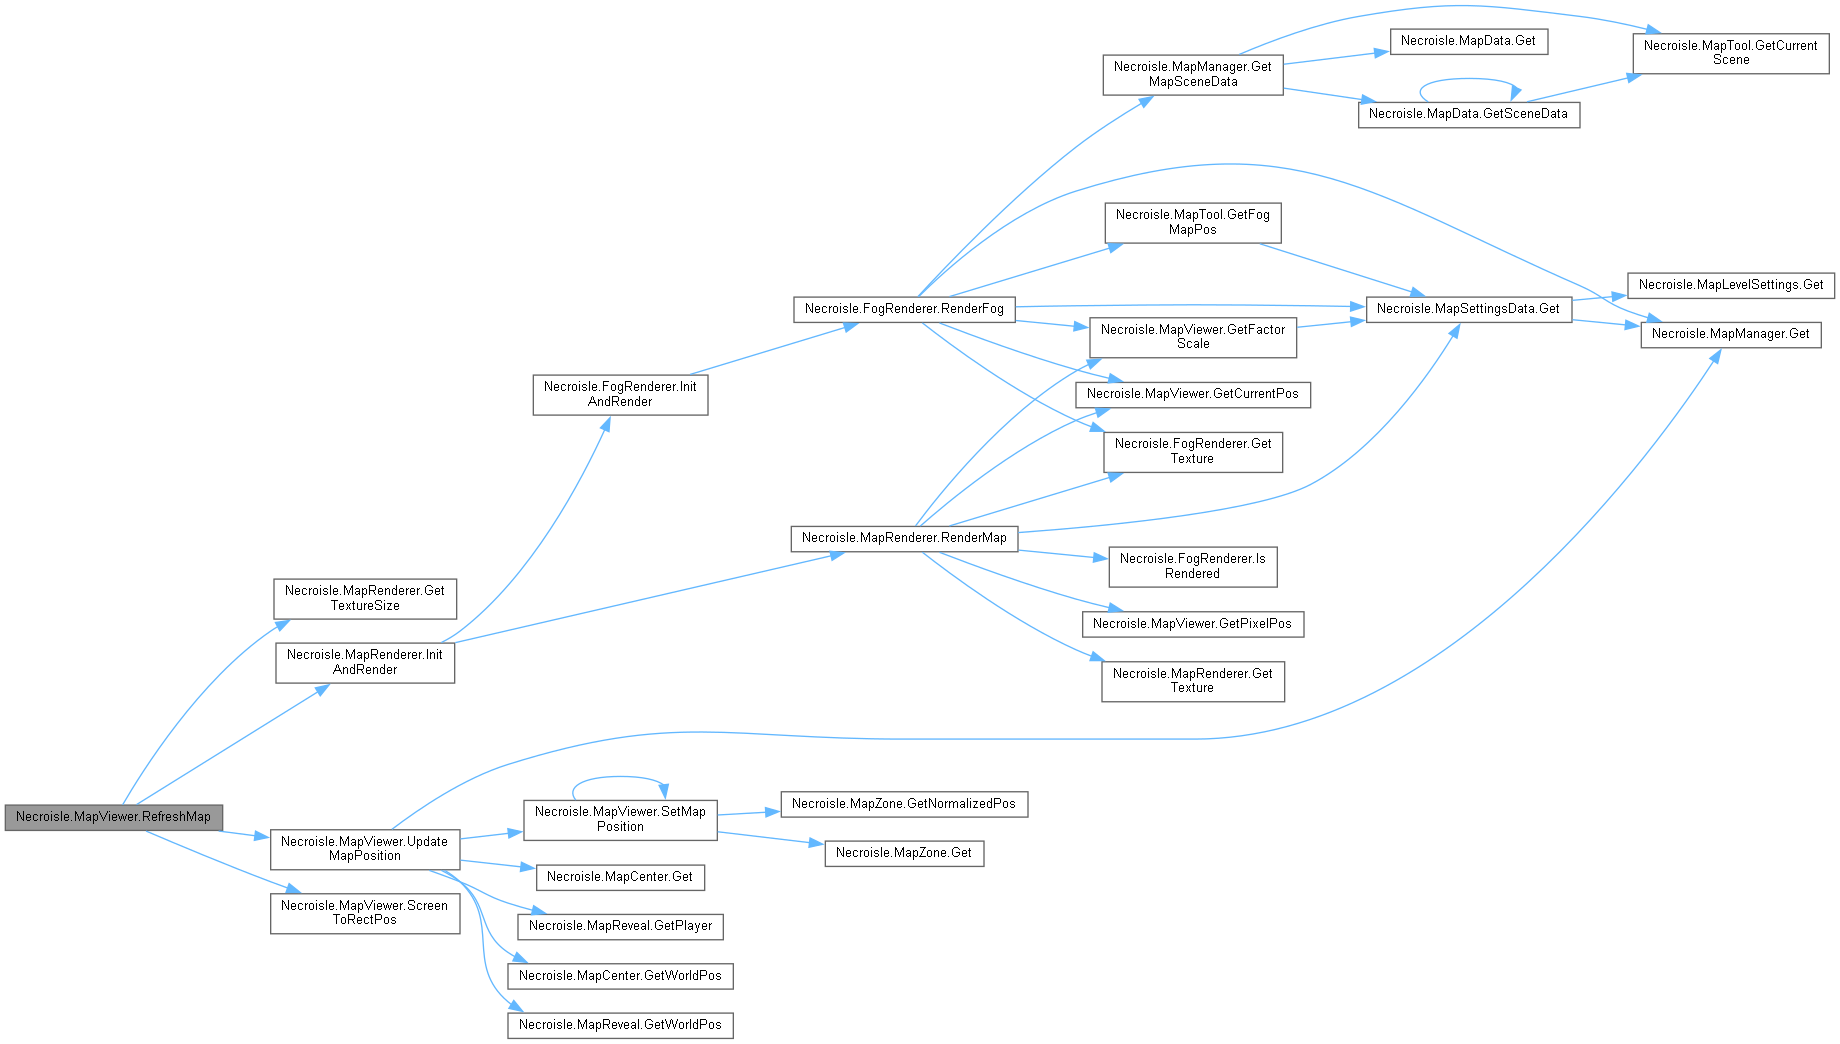 Necroisle.MapViewer.RefreshMap
Necroisle.MapRenderer.Get
TextureSize
Necroisle.MapRenderer.Init
AndRender
Necroisle.MapViewer.Update
MapPosition
Necroisle.MapViewer.Screen
ToRectPos
Necroisle.FogRenderer.Init
AndRender
Necroisle.MapViewer.SetMap
Position
Necroisle.MapCenter.Get
Necroisle.MapReveal.GetPlayer
Necroisle.MapCenter.GetWorldPos
Necroisle.MapReveal.GetWorldPos
Necroisle.FogRenderer.RenderFog
Necroisle.MapRenderer.RenderMap
Necroisle.MapZone.GetNormalizedPos
Necroisle.MapZone.Get
Necroisle.MapManager.Get
MapSceneData
Necroisle.MapTool.GetFog
MapPos
Necroisle.MapViewer.GetFactor
Scale
Necroisle.MapViewer.GetCurrentPos
Necroisle.FogRenderer.Get
Texture
Necroisle.FogRenderer.Is
Rendered
Necroisle.MapViewer.GetPixelPos
Necroisle.MapRenderer.Get
Texture
Necroisle.MapData.Get
Necroisle.MapData.GetSceneData
Necroisle.MapSettingsData.Get
Necroisle.MapTool.GetCurrent
Scene
Necroisle.MapLevelSettings.Get
Necroisle.MapManager.Get